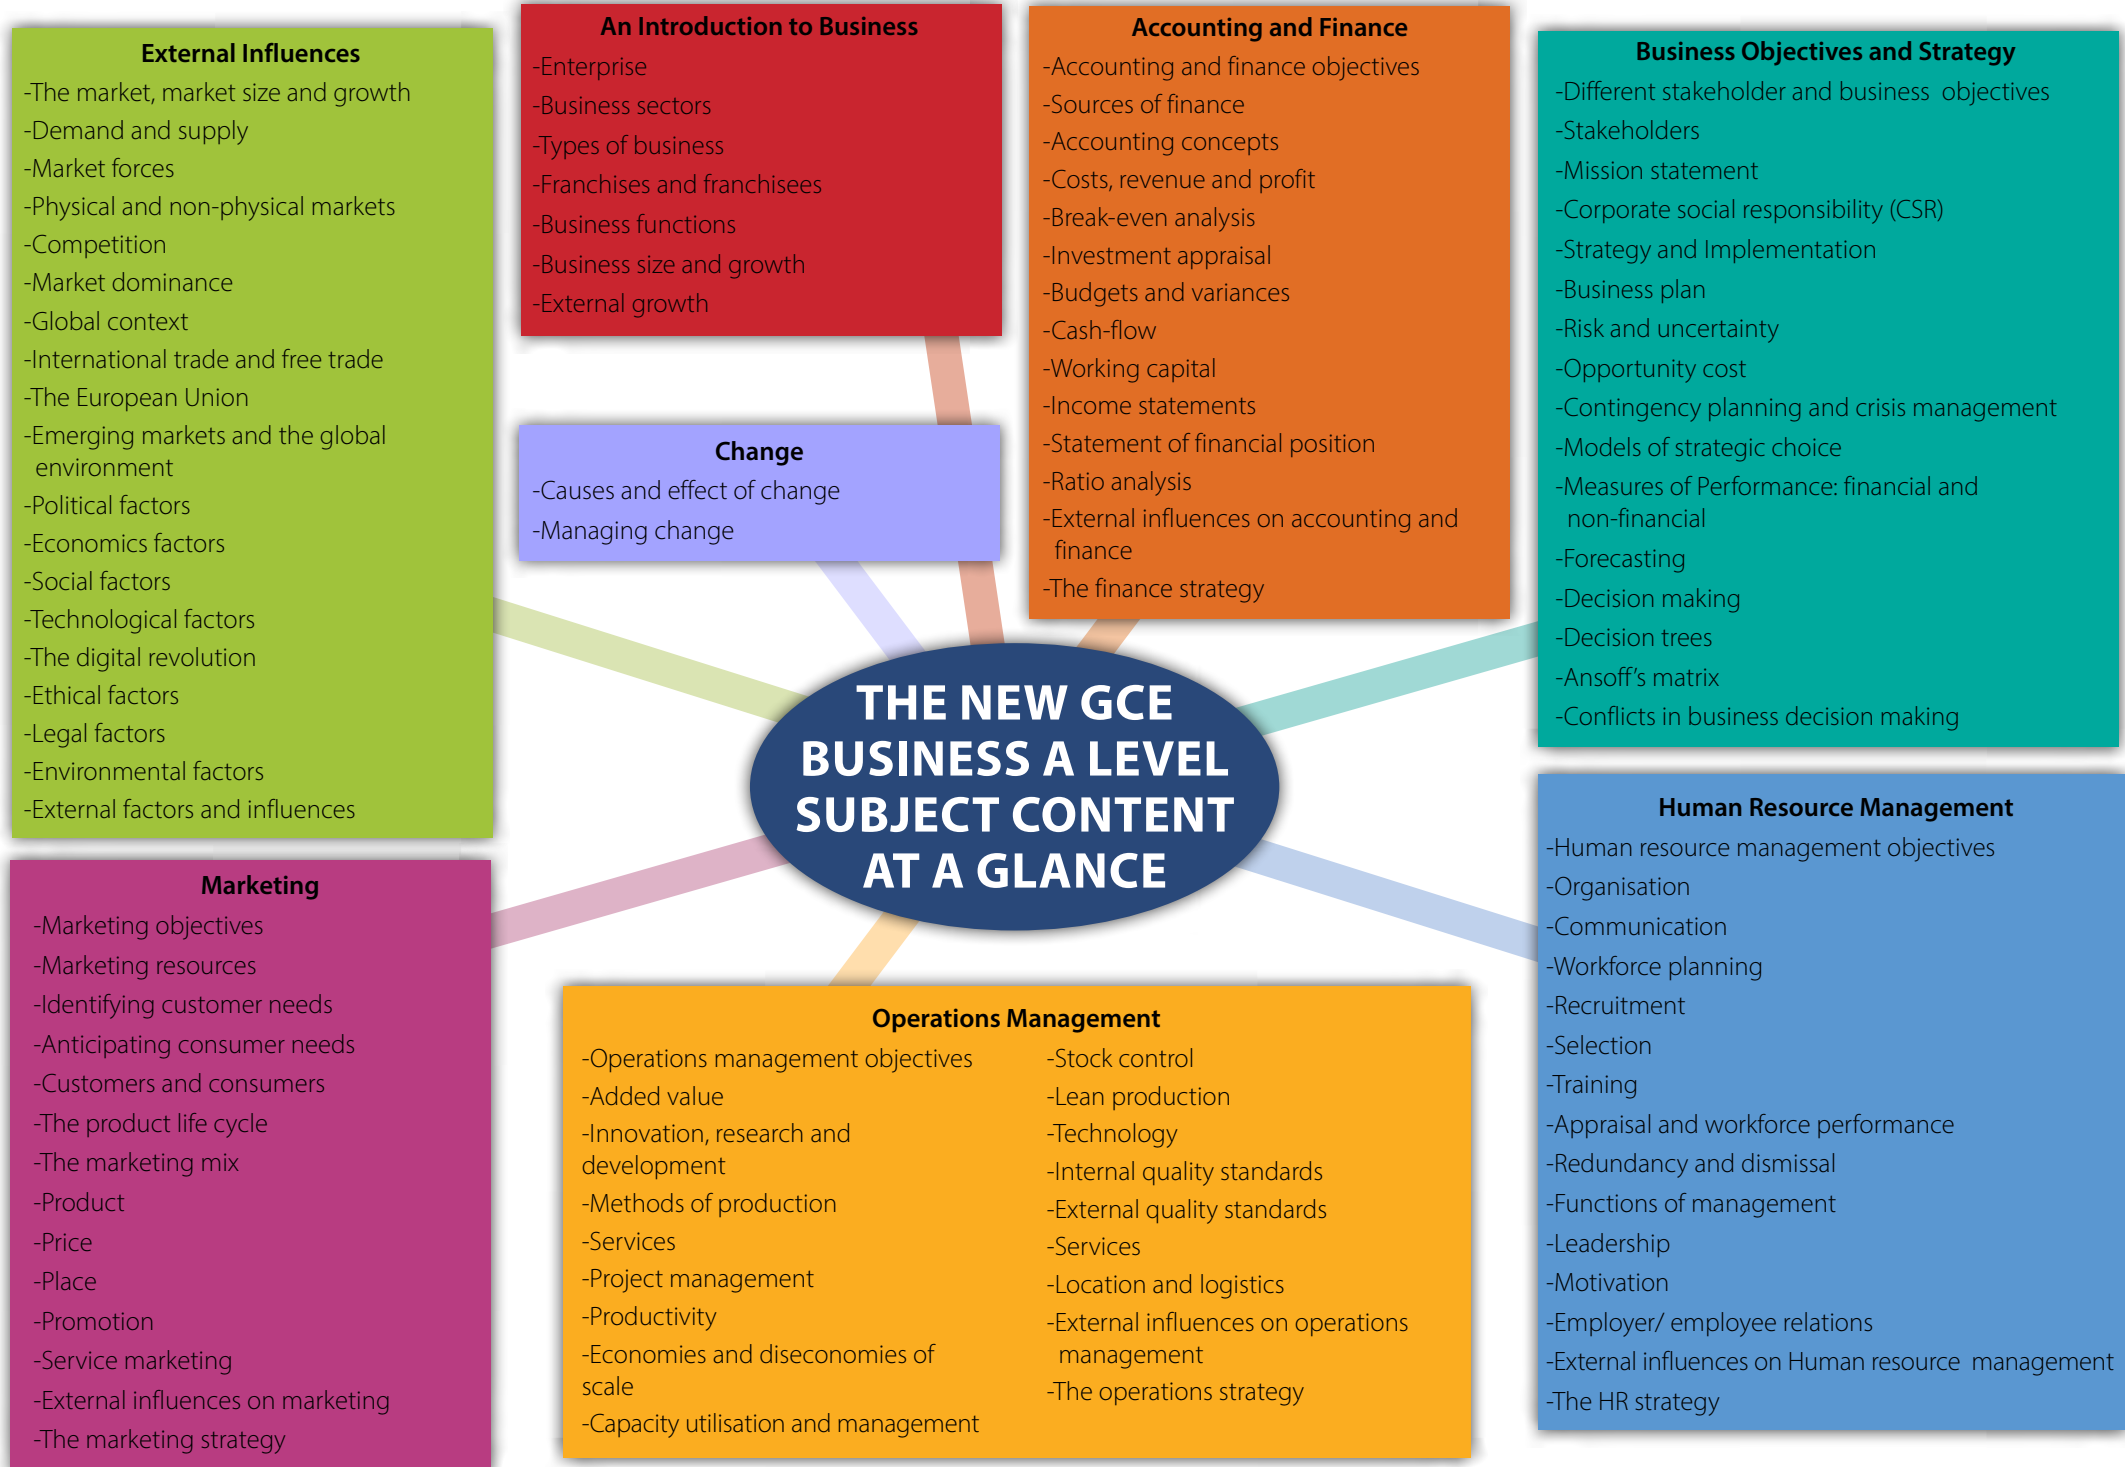 External Influences
-The market, market size and growth
-Demand and supply
-Market forces
-Physical and non-physical markets
-Competition
-Market dominance
-Global context
-International trade and free trade
-The European Union
-Emerging markets and the global
environment
-Political factors
-Economics factors
-Social factors
-Technological factors
-The digital revolution
-Ethical factors
-Legal factors
-Environmental factors
-External factors and influences
An Introduction to Business
-Enterprise
-Business sectors
-Types of business
-Franchises and franchisees
-Business functions
-Business size and growth
-External growth
Change
-Causes and effect of change
-Managing change
Accounting and Finance
-Accounting and finance objectives
-Sources of finance
-Accounting concepts
-Costs, revenue and profit
-Break-even analysis
-Investment appraisal
-Budgets and variances
-Cash-flow
-Working capital
-Income statements
-Statement of financial position
-Ratio analysis
-External influences on accounting and
finance
-The finance strategy
Business Objectives and Strategy
-Different stakeholder and business objectives
-Stakeholders
-Mission statement
-Corporate social responsibility (CSR)
-Strategy and Implementation
-Business plan
-Risk and uncertainty
-Opportunity cost
-Contingency planning and crisis management
-Models of strategic choice
-Measures of Performance: financial and
non-financial
-Forecasting
-Decision making
-Decision trees
-Ansoff's matrix
-Conflicts in business decision making
THE NEW GCE
BUSINESS A LEVEL
SUBJECT CONTENT
AT A GLANCE
Marketing
-Marketing objectives
-Marketing resources
-Identifying customer needs
-Anticipating consumer needs
-Customers and consumers
-The product life cycle
-The marketing mix
-Product
-Price
-Place
-Promotion
-Service marketing
-External influences on marketing
-The marketing strategy
Operations Management
-Operations management objectives
-Added value
-Innovation, research and
development
-Methods of production
-Services
-Project management
-Productivity
-Economies and diseconomies of
scale
-Capacity utilisation and management
-Stock control
-Lean production
-Technology
-Internal quality standards
-External quality standards
-Services
-Location and logistics
-External influences on operations
management
-The operations strategy
Human Resource Management
-Human resource management objectives
-Organisation
-Communication
-Workforce planning
-Recruitment
-Selection
-Training
-Appraisal and workforce performance
-Redundancy and dismissal
-Functions of management
-Leadership
-Motivation
-Employer/ employee relations
-External influences on Human resource management
-The HR strategy